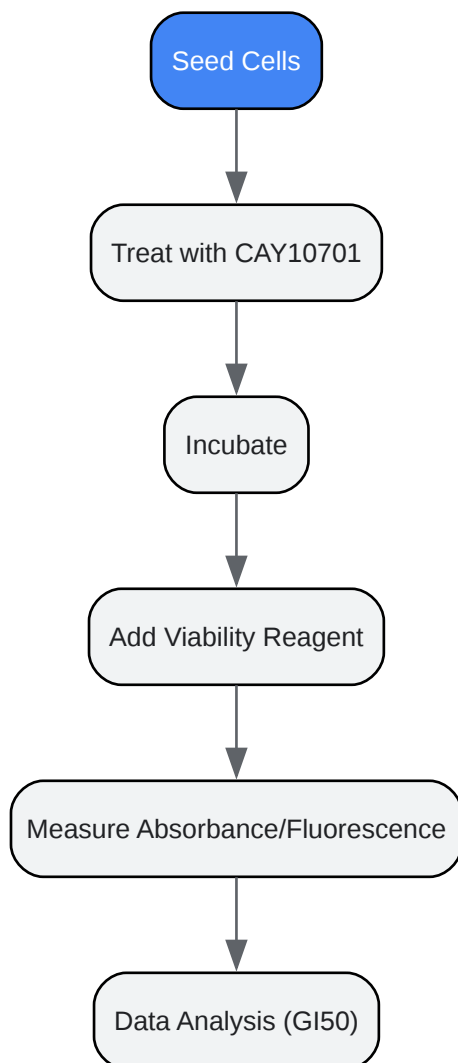 Seed Cells
Treat with CAY10701
Incubate
Add Viability Reagent
Measure Absorbance/Fluorescence
Data Analysis (GI50)